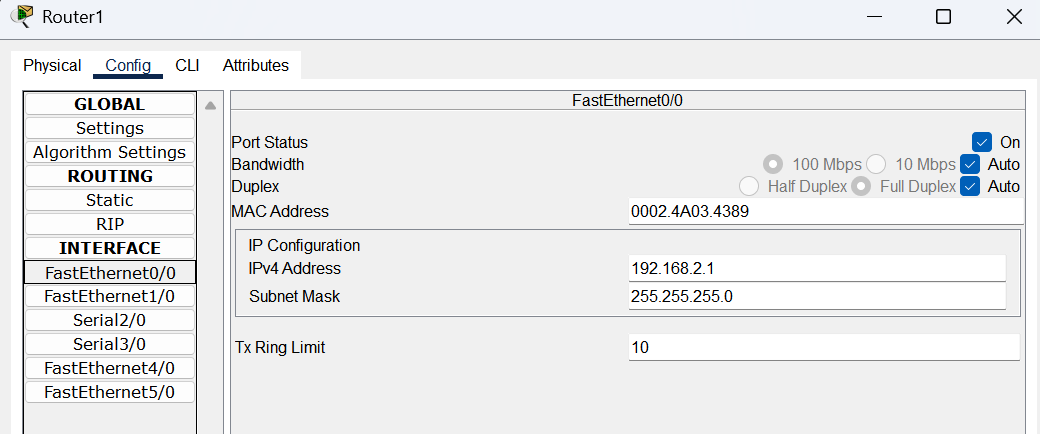 Router1
Physical Config CLI Attributes
GLOBAL
Settings
Algorithm Settings
ROUTING
Static
RIP
INTERFACE
FastEthernet0/0
FastEthernet1/0
Serial2/0
Serial3/0
FastEthernet4/0
FastEthernet5/0
FastEthernet0/0
Port Status On
Bandwidth 100 Mbps 10 Mbps Auto
Duplex Half Duplex Full Duplex Auto
MAC Address 0002.4A03.4389
IP Configuration
IPv4 Address 192.168.2.1
Subnet Mask 255.255.255.0
Tx Ring Limit 10